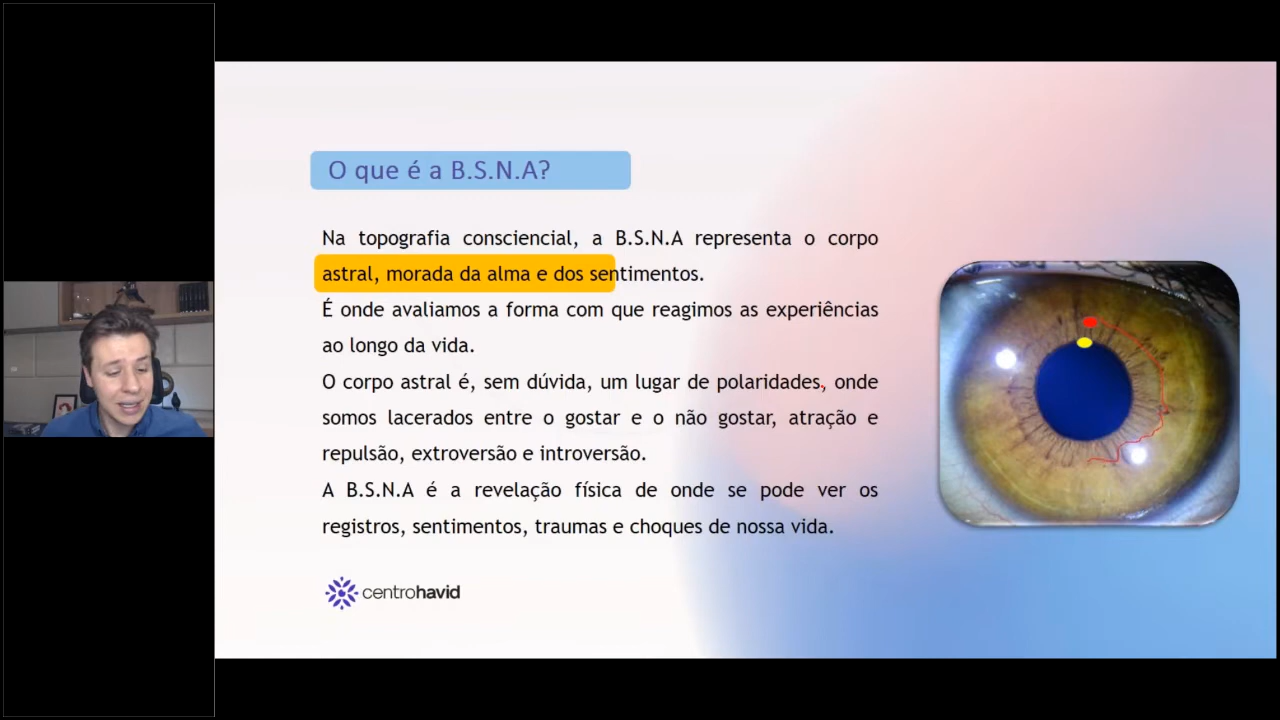 O que é a B.S.N.A?
Na topografia consciencial, a B.S.N.A representa o corpo
astral, morada da alma e dos sentimentos.
É onde avaliamos a forma com que reagimos as experiências
ao longo da vida.
O corpo astral é, sem dúvida, um lugar de polaridades, onde
somos lacerados entre o gostar e o não gostar, atração e
repulsão, extroversão e introversão.
A B.S.N.A é a revelação física de onde se pode ver os
registros, sentimentos, traumas e choques de nossa vida.
centrohavid